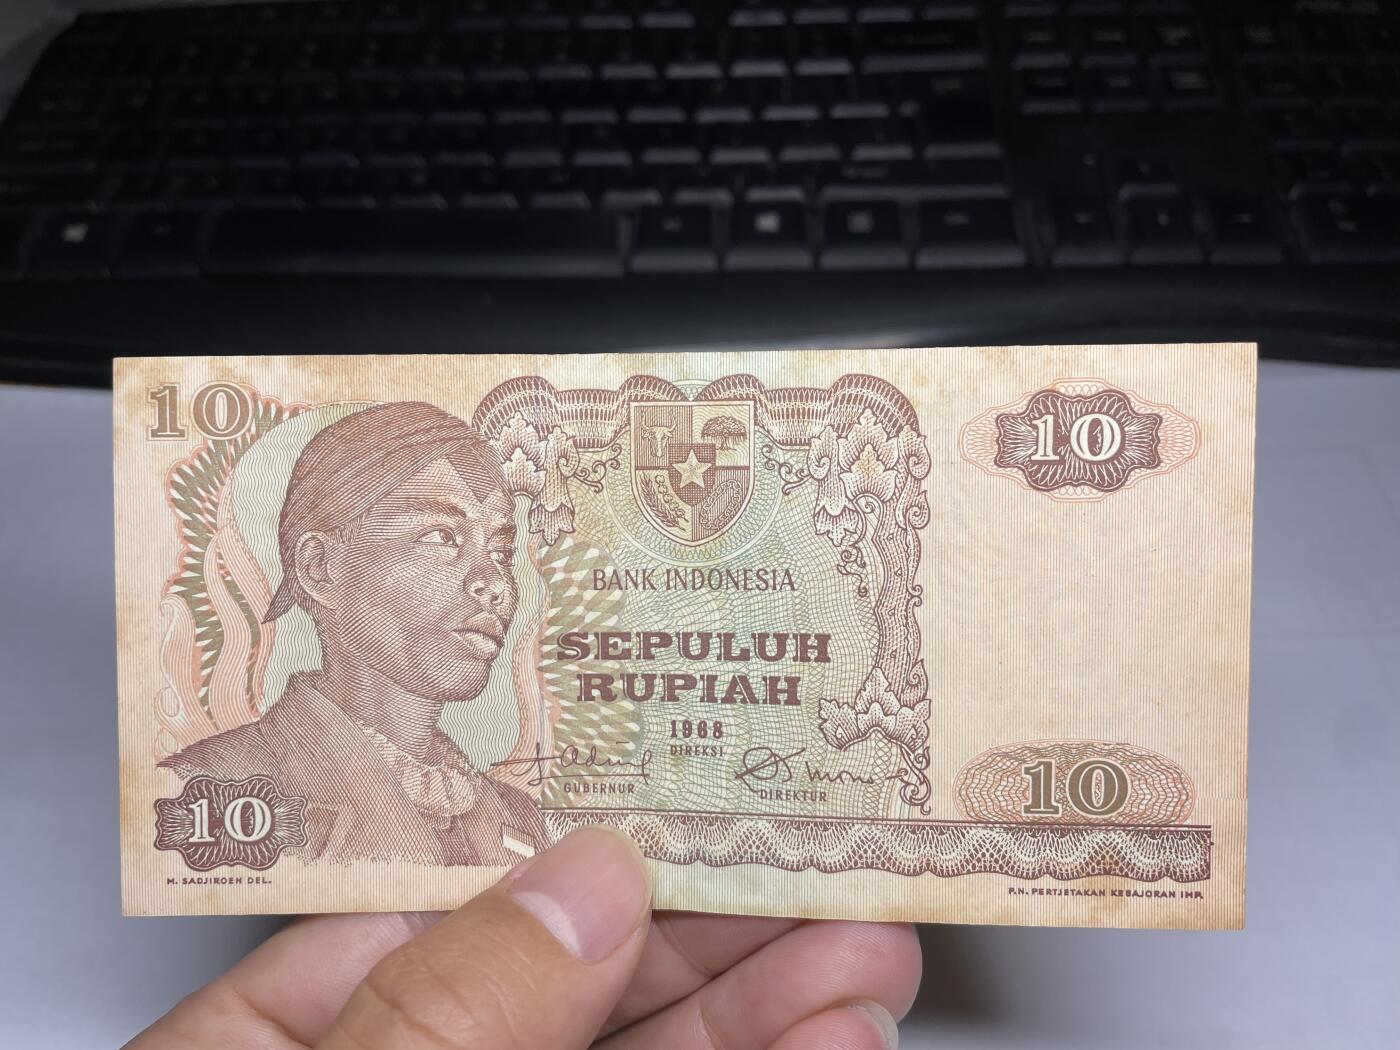 10
10
BANK INDONESIA
SEPULUH
RUPIAH
1968
DIREKSI
GUBERNUR
DIREKTUR
10
10
M. SADJIROEN DEL.
P.N. PERTJETAKAN KEBAJORAN IMP.